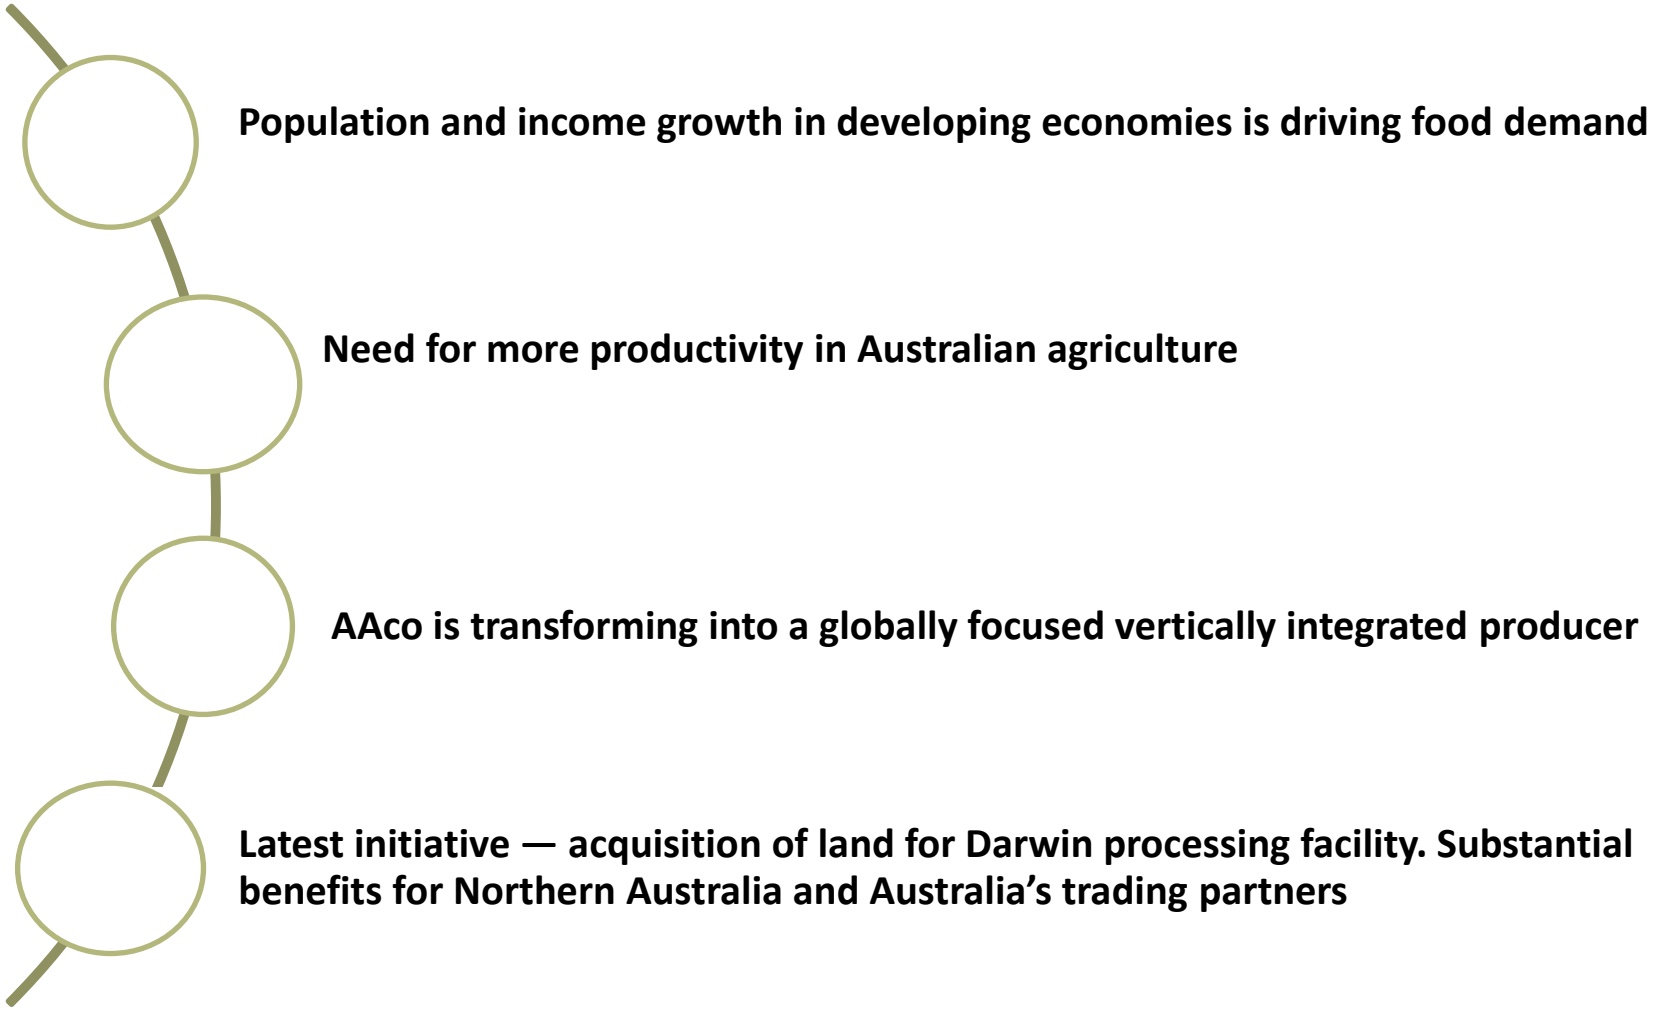 Population and income growth in developing economies is driving food demand
Need for more productivity in Australian agriculture
AAco is transforming into a globally focused vertically integrated producer
Latest initiative — acquisition of land for Darwin processing facility. Substantial
benefits for Northern Australia and Australia’s trading partners